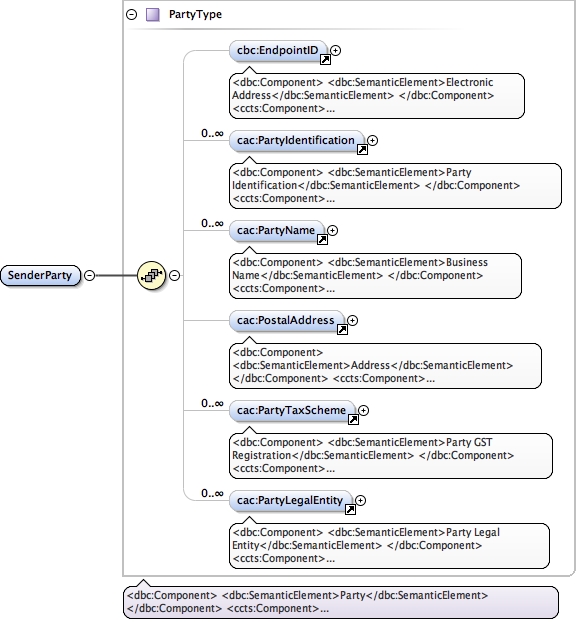 PartyType
cbc:EndpointID
<dbc:Component> <dbc:SemanticElement>Electronic
Address</dbc:SemanticElement> </dbc:Component>
<ccts:Component>...
0..∞
cac:PartyIdentification
<dbc:Component> <dbc:SemanticElement>Party
Identification</dbc:SemanticElement> </dbc:Component>
<ccts:Component>...
0..∞
cac:PartyName
<dbc:Component> <dbc:SemanticElement>Business
Name</dbc:SemanticElement> </dbc:Component>
<ccts:Component>...
SenderParty
cac:PostalAddress
<dbc:Component>
<dbc:SemanticElement>Address</dbc:SemanticElement>
</dbc:Component> <ccts:Component>...
0..∞
cac:PartyTaxScheme
<dbc:Component> <dbc:SemanticElement>Party GST
Registration</dbc:SemanticElement> </dbc:Component>
<ccts:Component>...
0..∞
cac:PartyLegalEntity
<dbc:Component> <dbc:SemanticElement>Party Legal
Entity</dbc:SemanticElement> </dbc:Component>
<ccts:Component>...
<dbc:Component> <dbc:SemanticElement>Party</dbc:SemanticElement>
</dbc:Component> <ccts:Component>...